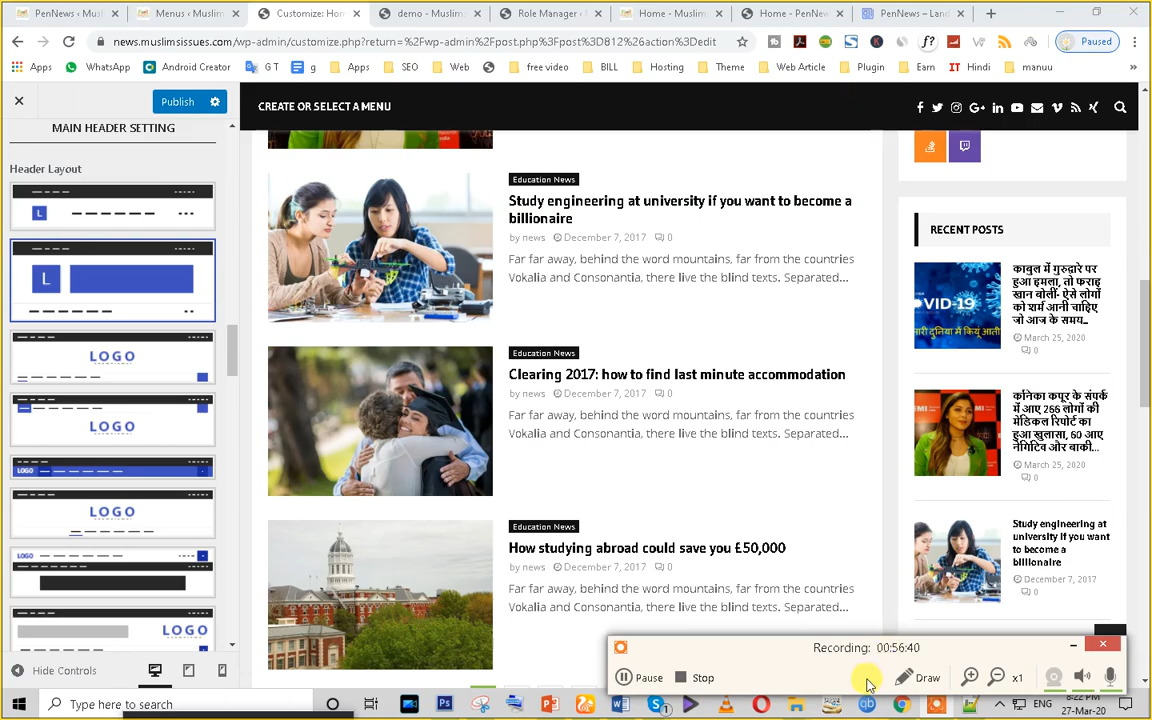 PenNews ‹ Musl
Menus ‹ Muslim
Customize: Ho
demo - Muslims
Role Manager ‹ M
Home - Muslim
Home - PenNew
PenNews – Land
news.muslimsissues.com/wp-admin/customize.php?return=%2Fwp-admin%2Fpost.php%3Fpost%3D812%26action%3Dedit
Paused
Apps
WhatsApp
Android Creator
G T
g
Apps
SEO
Web
free video
BILL
Hosting
Theme
Web Article
Plugin
Earn
IT Hindi
manuu
Publish
MAIN HEADER SETTING
Header Layout
L
L
LOGO
LOGO
LOGO
LOGO
LOGO
LOGO
Hide Controls
CREATE OR SELECT A MENU
Education News
Study engineering at university if you want to become a
billionaire
by news December 7, 2017 0
Far far away, behind the word mountains, far from the countries
Vokalia and Consonantia, there live the blind texts. Separated...
Education News
Clearing 2017: how to find last minute accommodation
by news December 7, 2017 0
Far far away, behind the word mountains, far from the countries
Vokalia and Consonantia, there live the blind texts. Separated...
Education News
How studying abroad could save you £50,000
by news December 7, 2017 0
Far far away, behind the word mountains, far from the countries
Vokalia and Consonantia, there live the blind texts. Separated...
RECENT POSTS
VID-19
काबुल में गुरुद्वारे पर
हुआ हमला, तो फराह
खान बोलीं- ऐसे लोगों
को शर्म आनी चाहिए
जो आज के समय...
March 25, 2020
0
कनिका कपूर के संपर्क
में आए 266 लोगों की
मेडिकल रिपोर्ट का
हुआ खुलासा, 60 आए
नेगिटिव और बाकी...
March 25, 2020
0
Study engineering at
university if you want
to become a
billionaire
December 7, 2017
0
Recording: 00:56:40
Pause
Stop
Draw
x1
Type here to search
ENG
8:22 PM
27-Mar-20